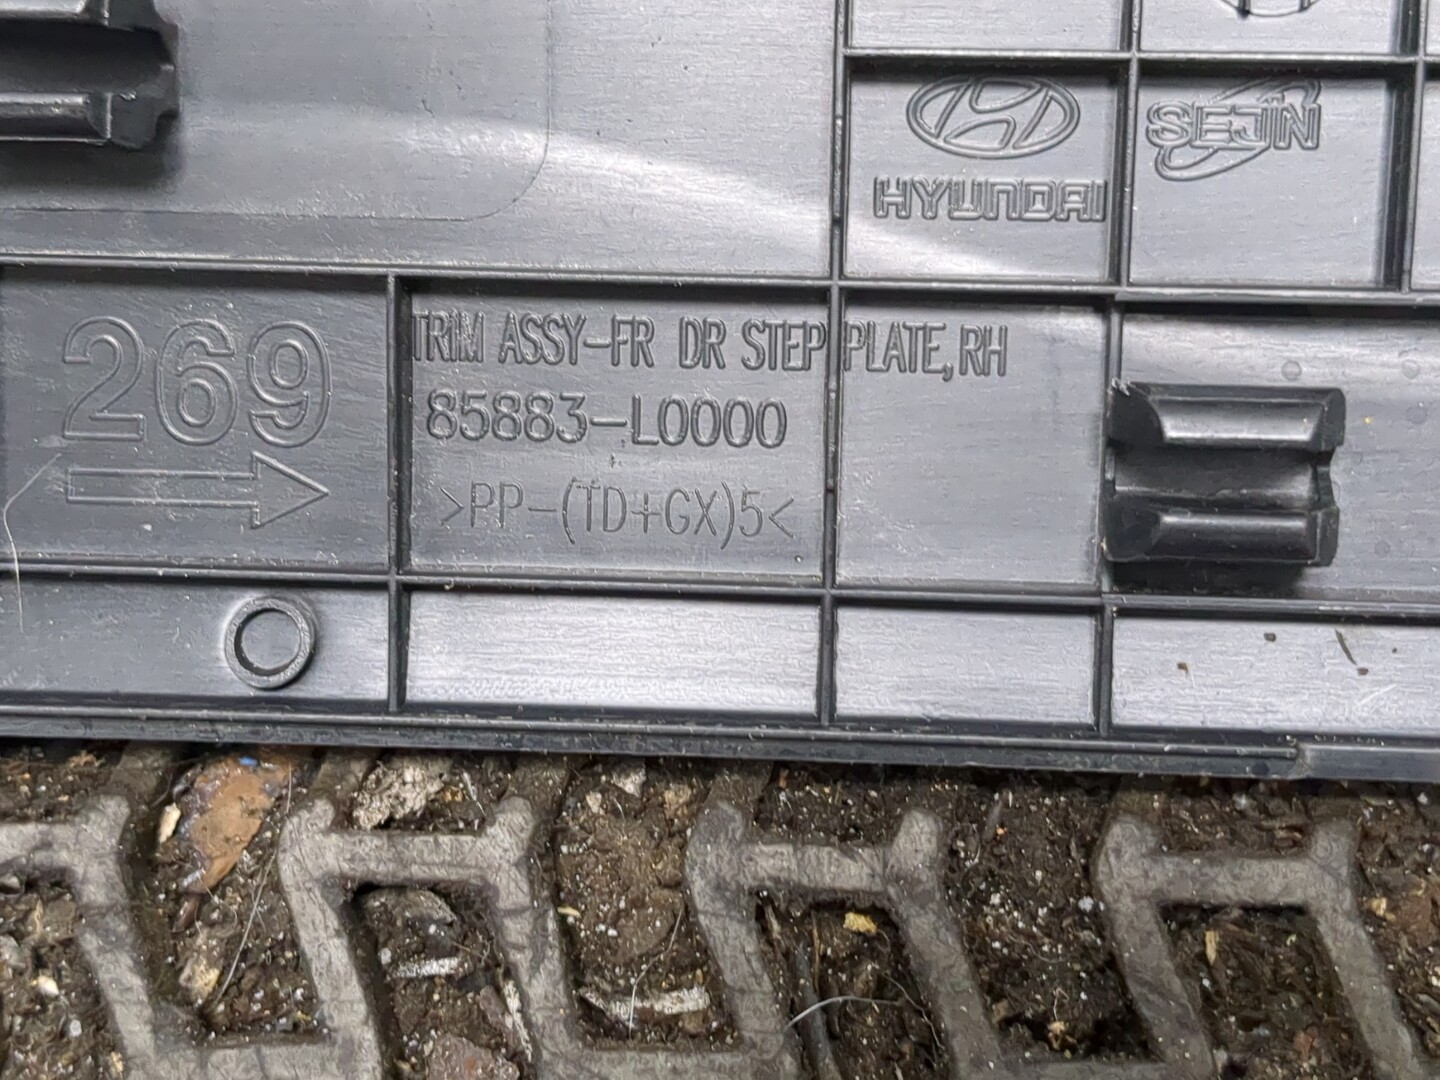 HYUNDAI
SEJIN
269
TRIM ASSY-FR DR STEP PLATE, RH
85883-L0000
>PP-(TD+GX)5<